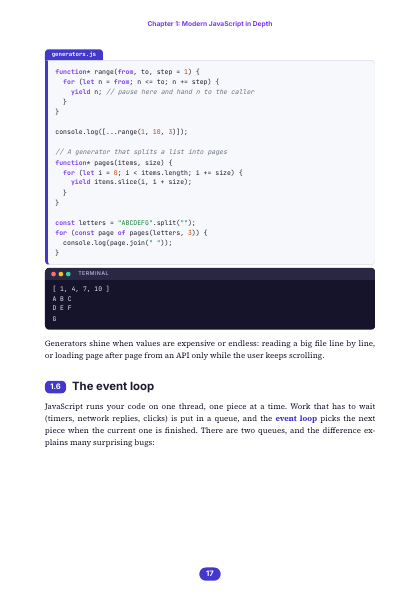 Chapter 1: Modern JavaScript in Depth
generators.js
function* range(from, to, step = 1) {
  for (let n = from; n <= to; n += step) {
    yield n; // pause here and hand n to the caller
  }
}

console.log([...range(1, 10, 3)]);

// A generator that splits a list into pages
function* pages(items, size) {
  for (let i = 0; i < items.length; i += size) {
    yield items.slice(i, i + size);
  }
}

const letters = "ABCDEFG".split("");
for (const page of pages(letters, 3)) {
  console.log(page.join(" "));
}
TERMINAL
[ 1, 4, 7, 10 ]
A B C
D E F
G
Generators shine when values are expensive or endless: reading a big file line by line,
or loading page after page from an API only while the user keeps scrolling.
1.6 The event loop
JavaScript runs your code on one thread, one piece at a time. Work that has to wait
(timers, network replies, clicks) is put in a queue, and the event loop picks the next
piece when the current one is finished. There are two queues, and the difference ex-
plains many surprising bugs:
17